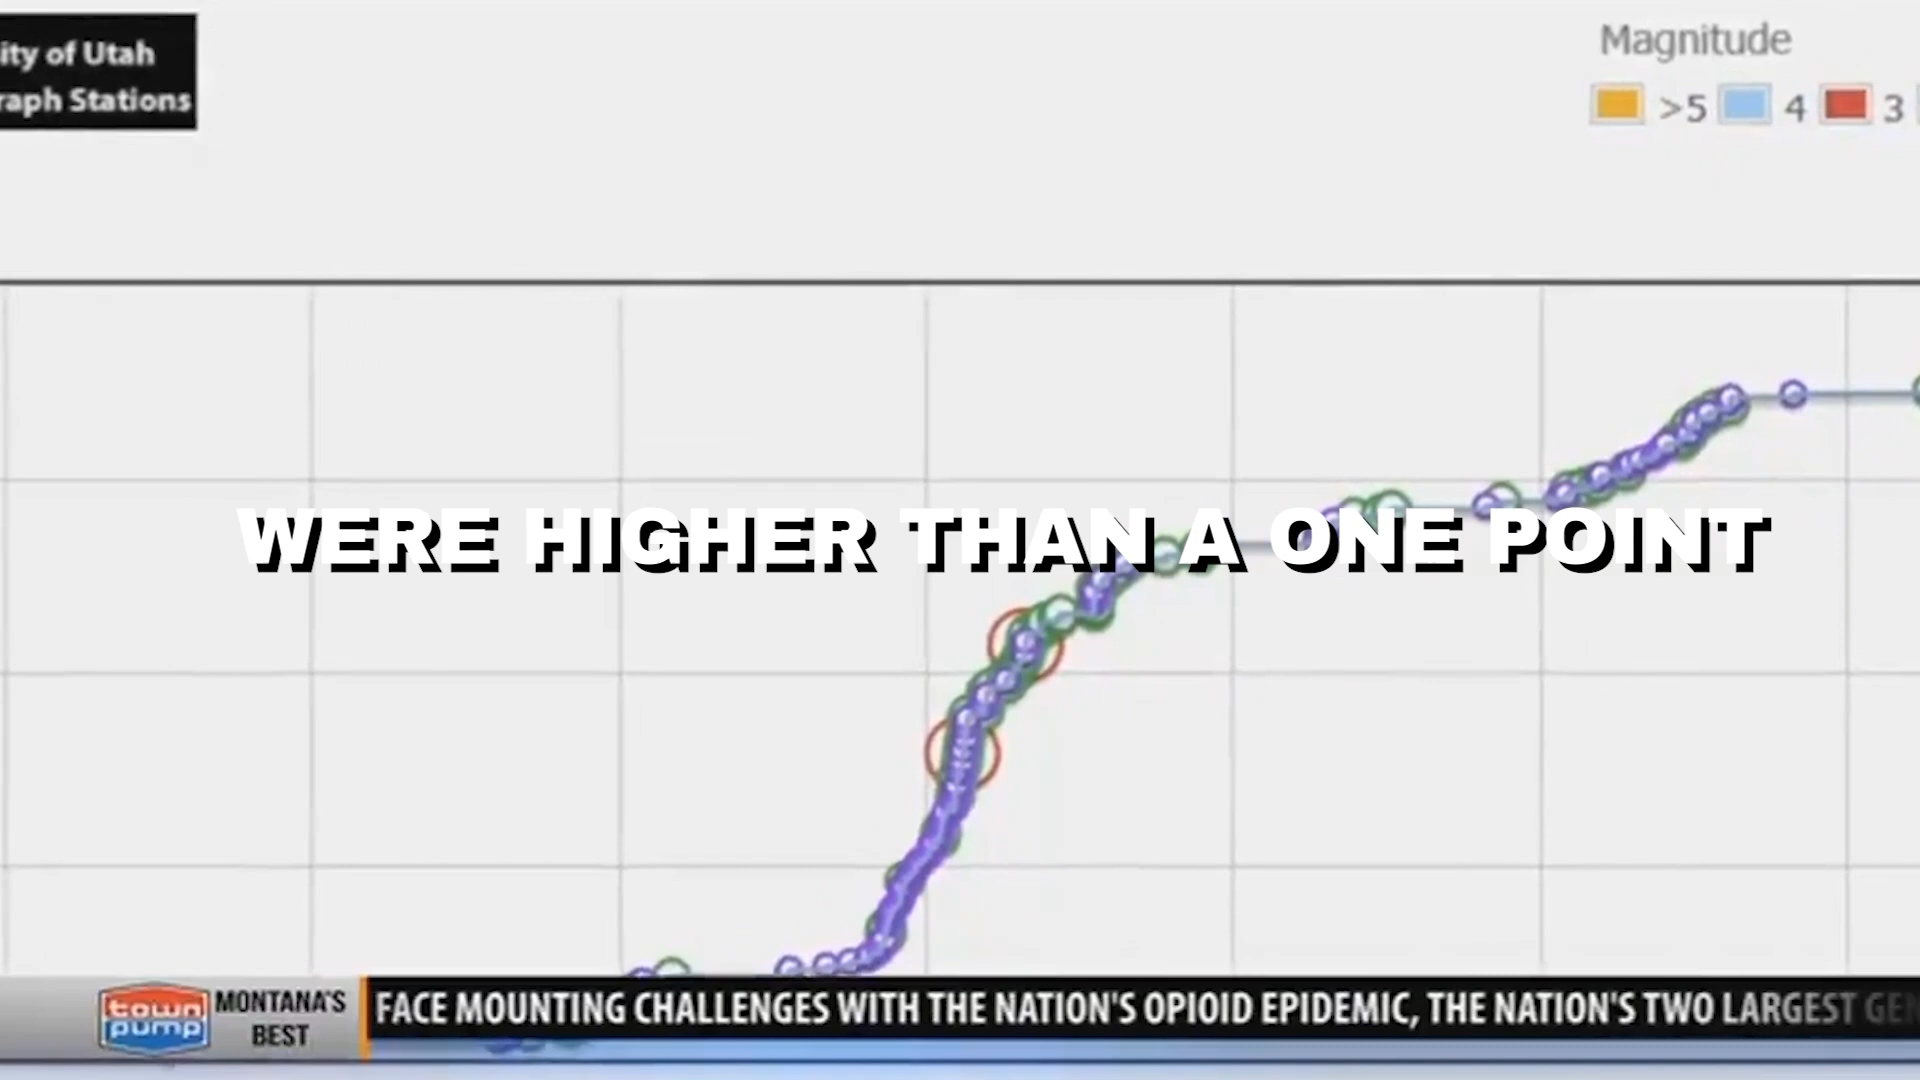 ity of Utah
raph Stations
Magnitude
>5 4 3
WERE HIGHER THAN A ONE POINT
town pump
MONTANA'S
BEST
FACE MOUNTING CHALLENGES WITH THE NATION'S OPIOID EPIDEMIC, THE NATION'S TWO LARGEST GEN